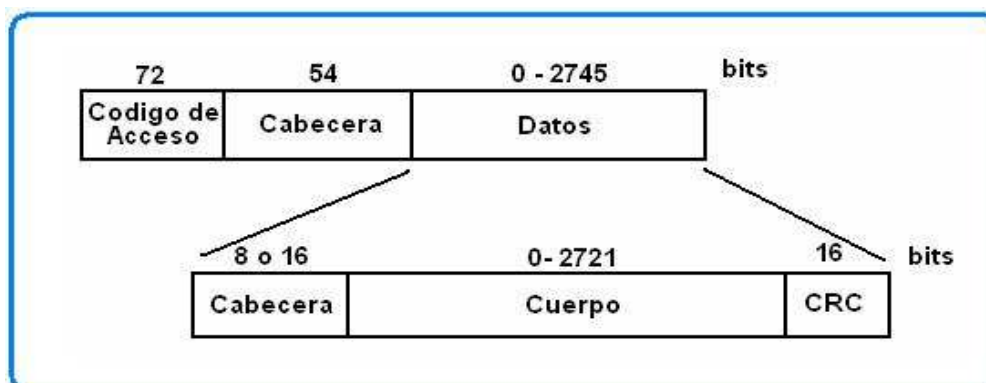 72 54 0 - 2745 bits
Codigo de
Acceso
Cabecera
Datos
8 o 16 0- 2721 16 bits
Cabecera Cuerpo CRC